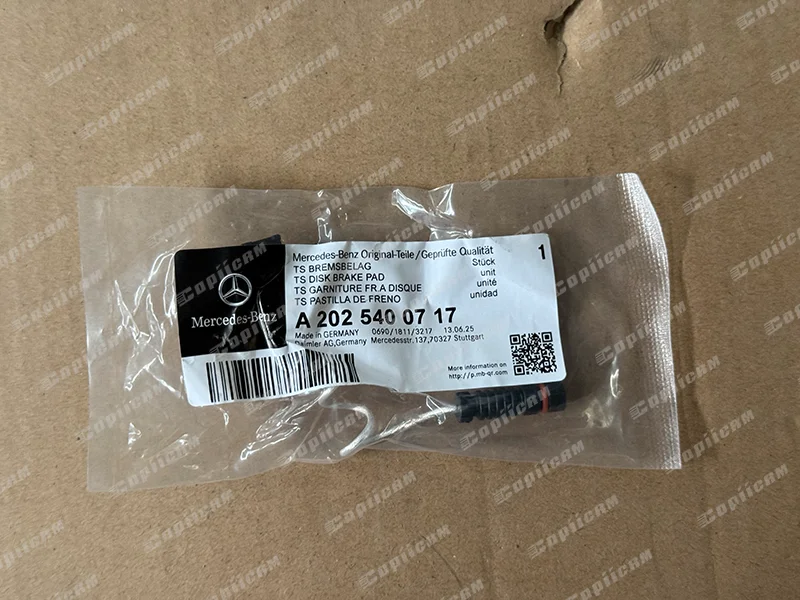 Mercedes-Benz
Mercedes-Benz Original-Teile/Geprüfte Qualität
TS BREMSBELAG Stück
TS DISK BRAKE PAD unit
TS GARNITURE FR.A DISQUE unité
TS PASTILLA DE FRENO unidad
1
A 202 540 07 17
Made in GERMANY 0690/1811/3217 13.06.25
Daimler AG,Germany Mercedesstr.137,70327 Stuttgart
More information on
http://p.mb-qr.com
CapiicAM